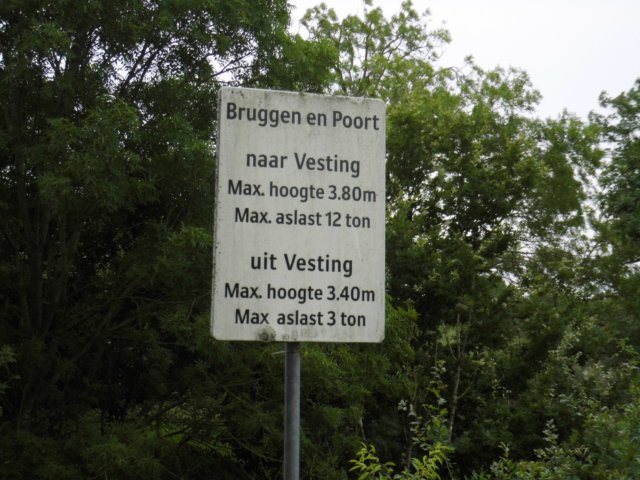 Bruggen en Poort
naar Vesting
Max. hoogte 3.80m
Max. aslast 12 ton
uit Vesting
Max. hoogte 3.40m
Max aslast 3 ton